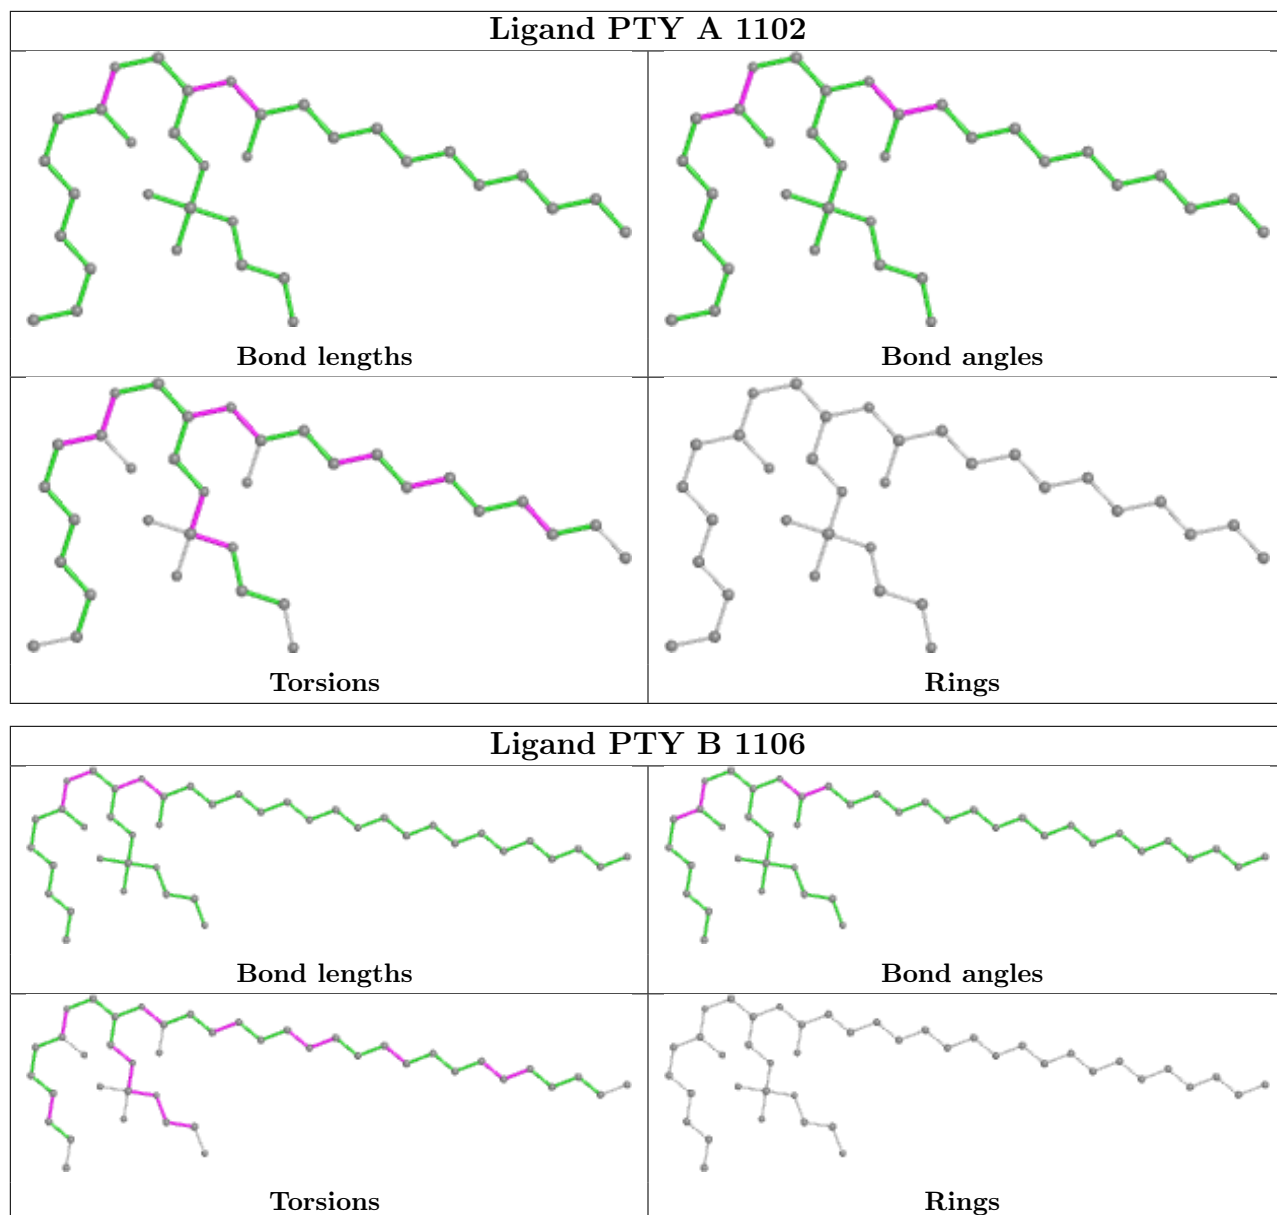 Ligand PTY A 1102
Bond lengths
Bond angles
Torsions
Rings
Ligand PTY B 1106
Bond lengths
Bond angles
Torsions
Rings